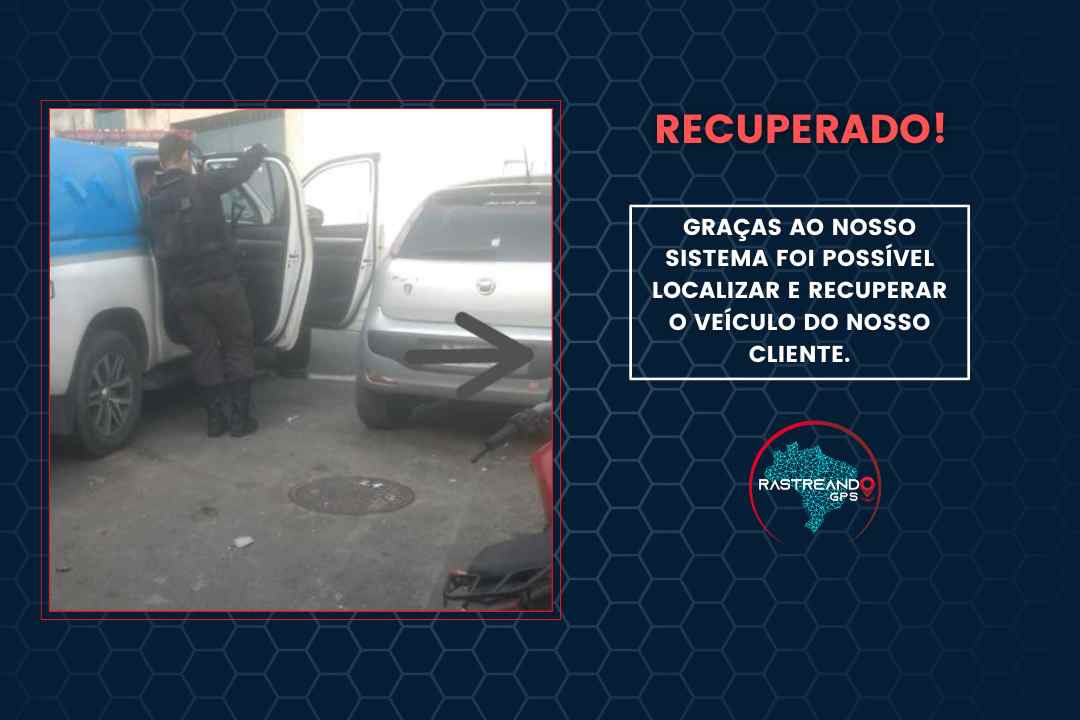 RECUPERADO!
GRAÇAS AO NOSSO
SISTEMA FOI POSSÍVEL
LOCALIZAR E RECUPERAR
O VEÍCULO DO NOSSO
CLIENTE.
RASTREANDO
GPS